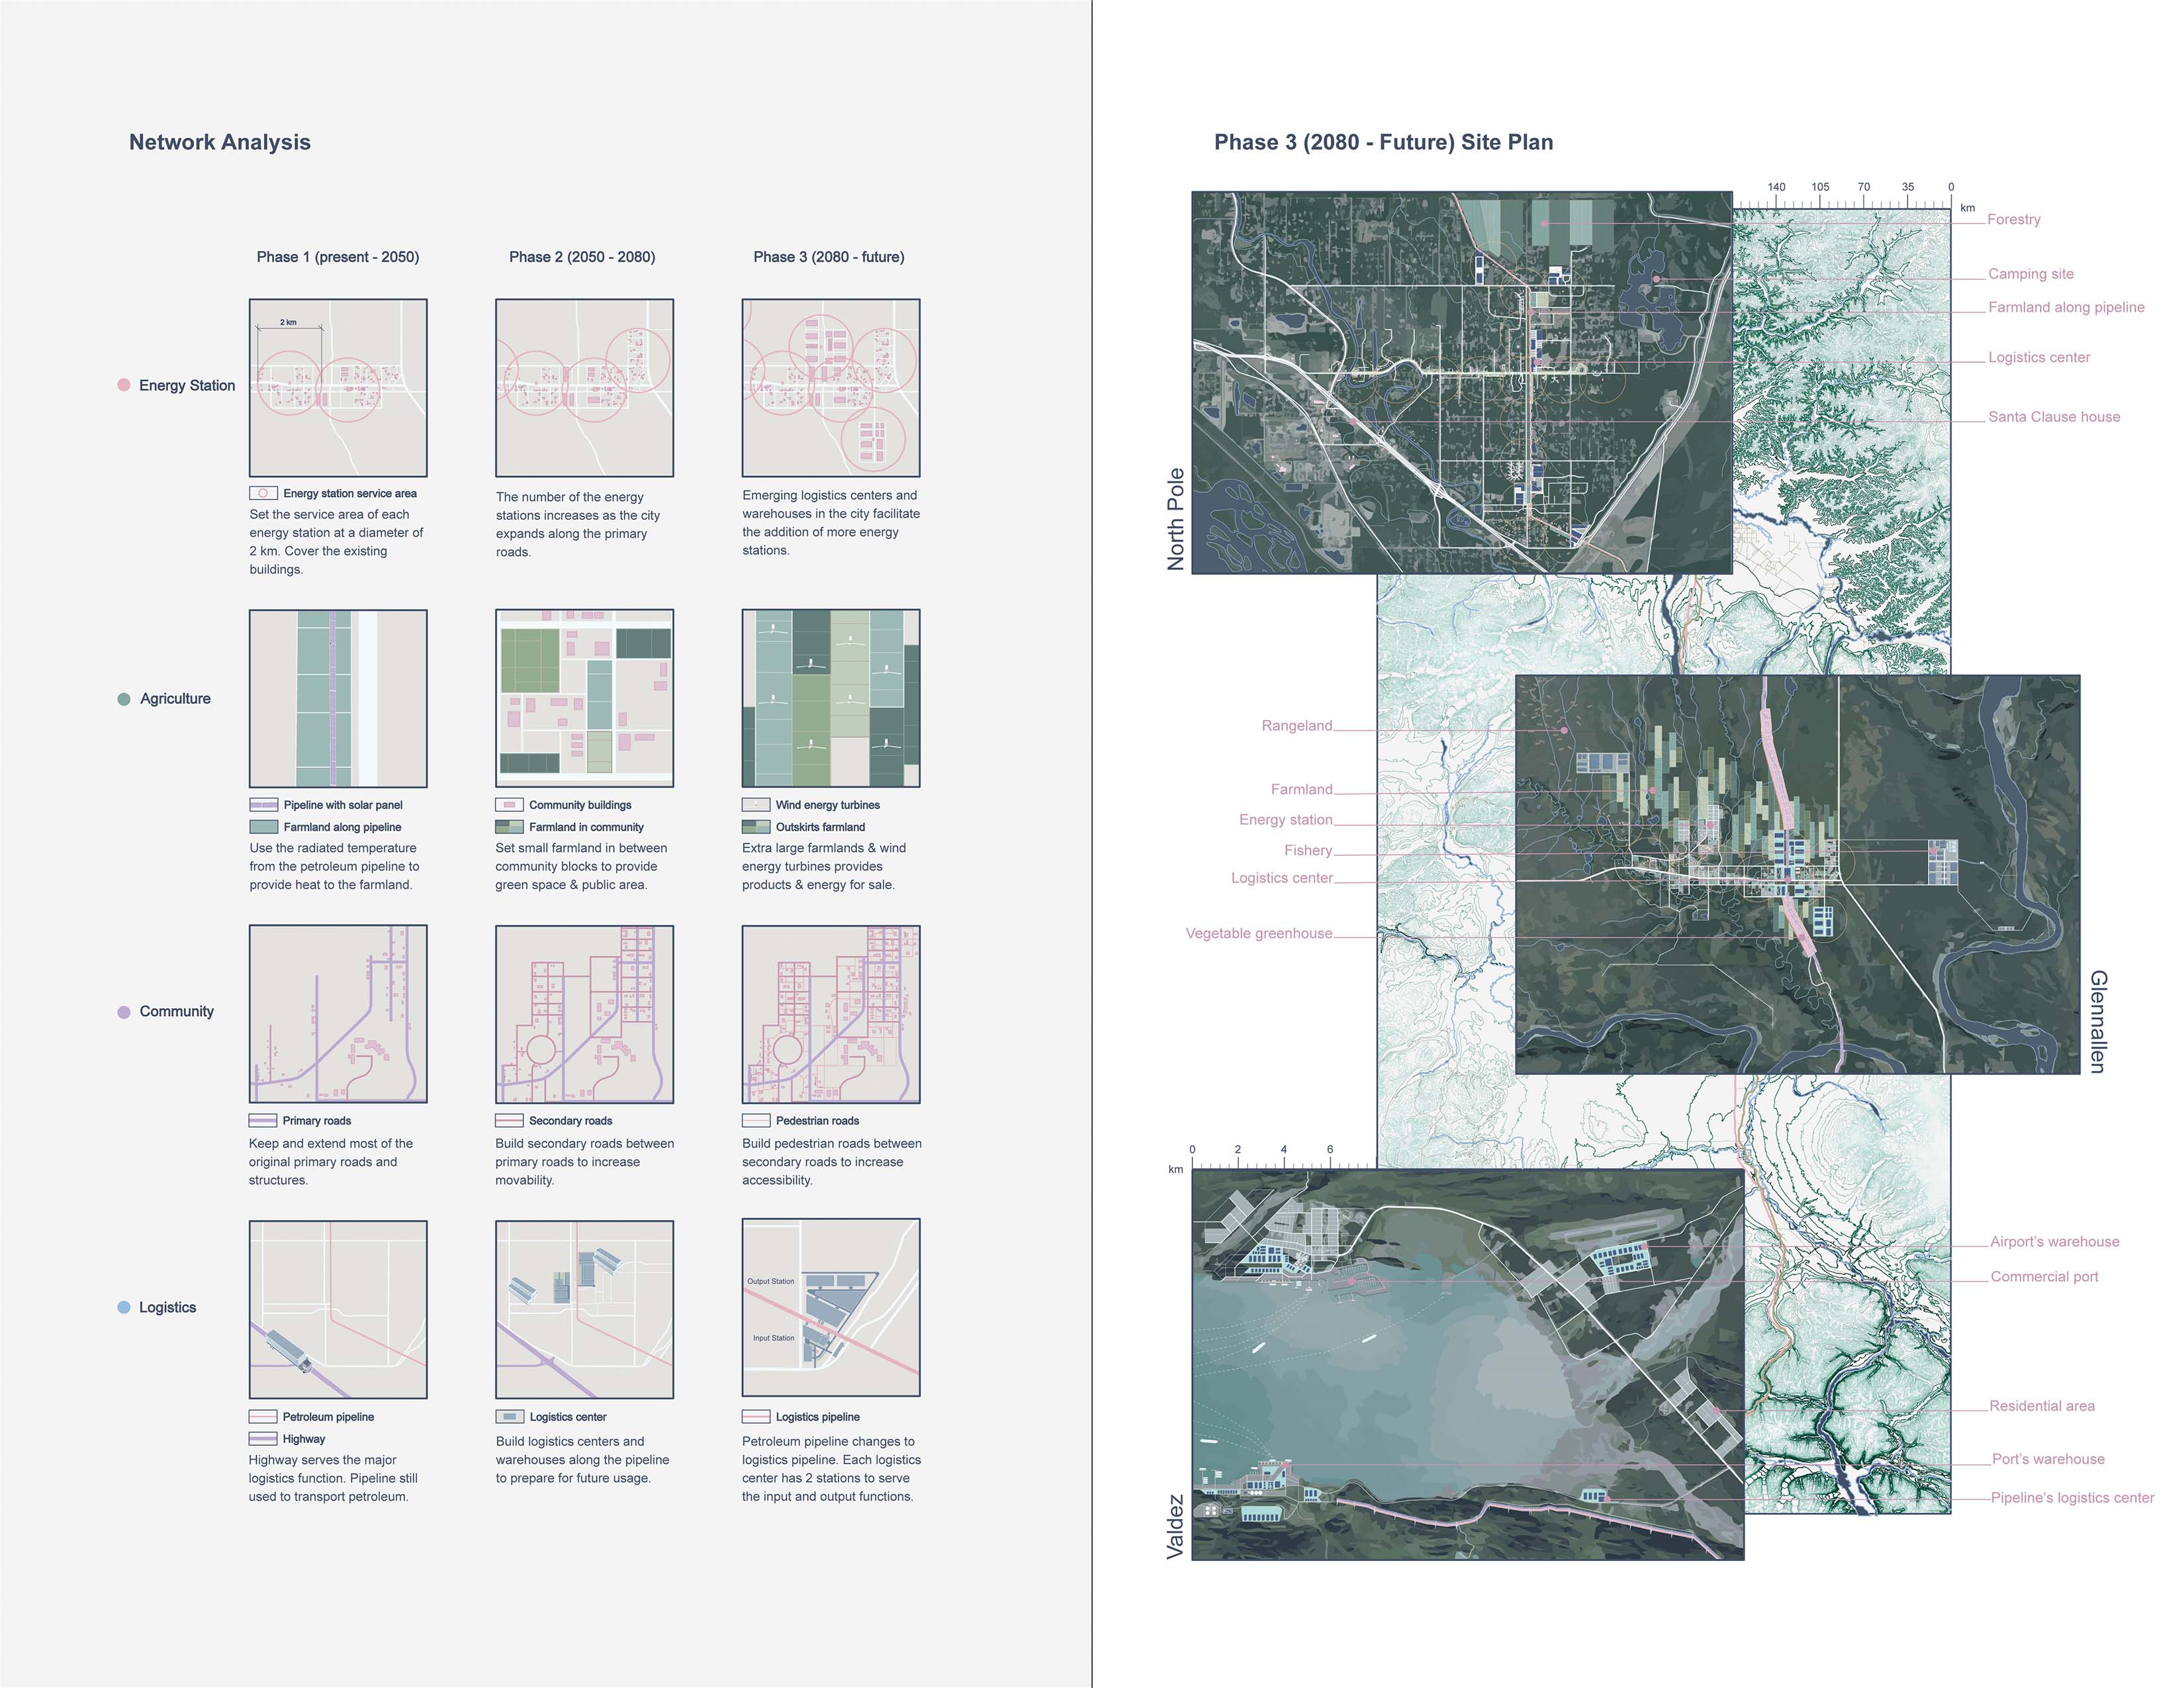 Network Analysis
Phase 1 (present - 2050)
Phase 2 (2050 - 2080)
Phase 3 (2080 - future)
Energy Station
2 km
Energy station service area
Set the service area of each
energy station at a diameter of
2 km. Cover the existing
buildings.
The number of the energy
stations increases as the city
expands along the primary
roads.
Emerging logistics centers and
warehouses in the city facilitate
the addition of more energy
stations.
Agriculture
Pipeline with solar panel
Farmland along pipeline
Use the radiated temperature
from the petroleum pipeline to
provide heat to the farmland.
Community buildings
Farmland in community
Set small farmland in between
community blocks to provide
green space & public area.
Wind energy turbines
Outskirts farmland
Extra large farmlands & wind
energy turbines provides
products & energy for sale.
Community
Primary roads
Keep and extend most of the
original primary roads and
structures.
Secondary roads
Build secondary roads between
primary roads to increase
movability.
Pedestrian roads
Build pedestrian roads between
secondary roads to increase
accessibility.
Logistics
Petroleum pipeline
Highway
Highway serves the major
logistics function. Pipeline still
used to transport petroleum.
Logistics center
Build logistics centers and
warehouses along the pipeline
to prepare for future usage.
Output Station
Input Station
Logistics pipeline
Petroleum pipeline changes to
logistics pipeline. Each logistics
center has 2 stations to serve
the input and output functions.
Phase 3 (2080 - Future) Site Plan
140 105 70 35 0
km
North Pole
Forestry
Camping site
Farmland along pipeline
Logistics center
Santa Clause house
Rangeland
Farmland
Energy station
Fishery
Logistics center
Vegetable greenhouse
Glennallen
0 2 4 6
km
Valdez
Airport's warehouse
Commercial port
Residential area
Port's warehouse
Pipeline's logistics center